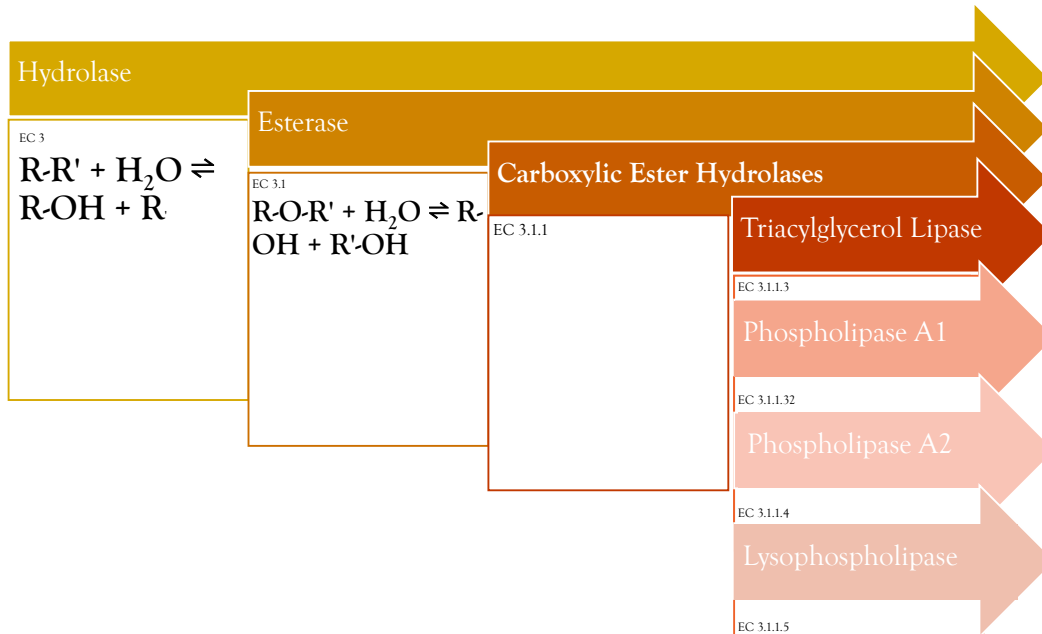 Hydrolase
EC 3
R-R' + H₂O ⇌
R-OH + R
Esterase
EC 3.1
R-O-R' + H₂O ⇌ R-
OH + R'-OH
Carboxylic Ester Hydrolases
EC 3.1.1
Triacylglycerol Lipase
EC 3.1.1.3
Phospholipase A1
EC 3.1.1.32
Phospholipase A2
EC 3.1.1.4
Lysophospholipase
EC 3.1.1.5